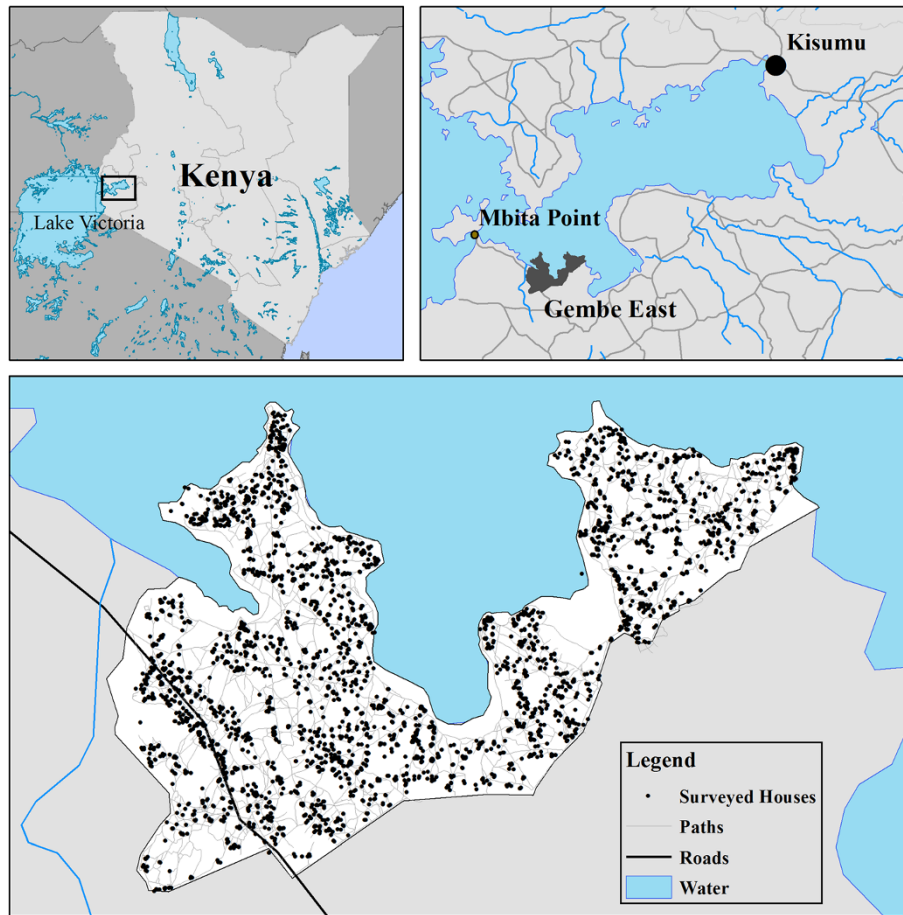 Kenya
Lake Victoria
Kisumu
Mbita Point
Gembe East
Legend
Surveyed Houses
Paths
Roads
Water